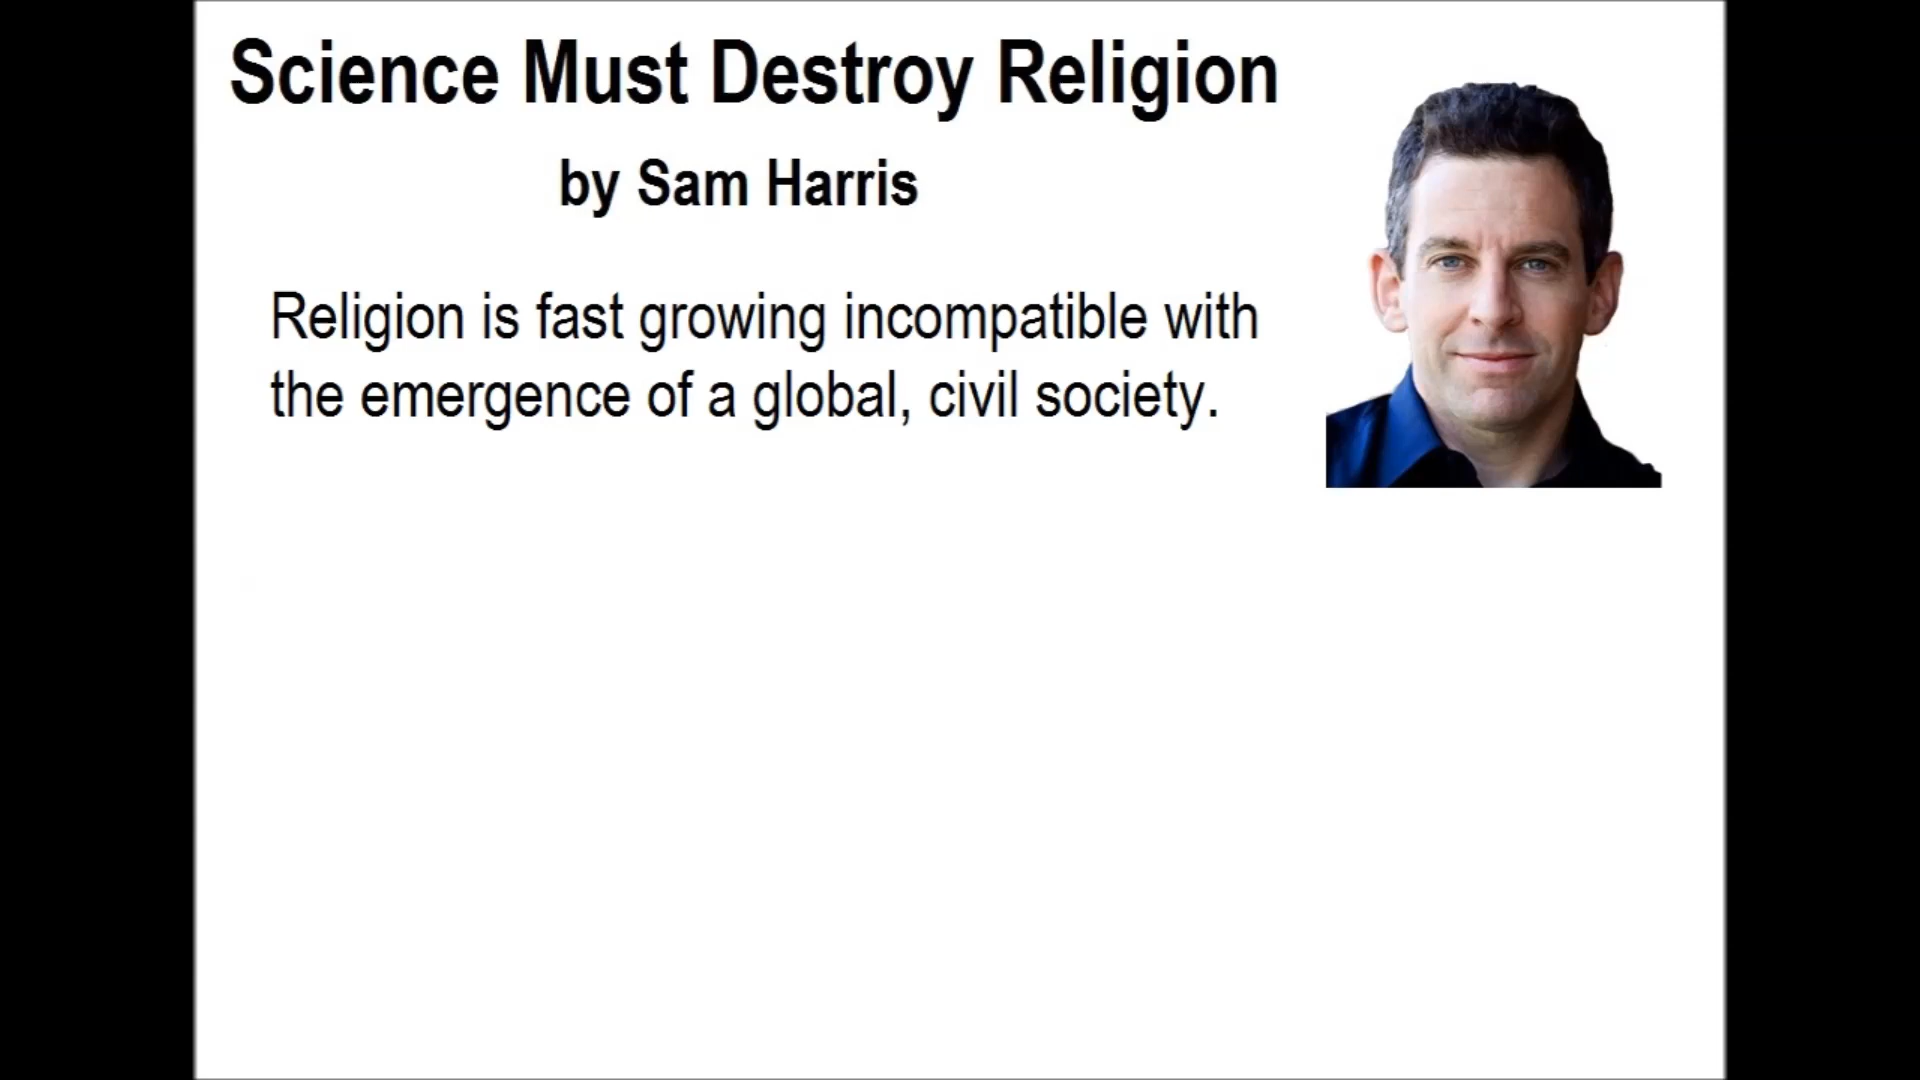 Science Must Destroy Religion
by Sam Harris
Religion is fast growing incompatible with
the emergence of a global, civil society.